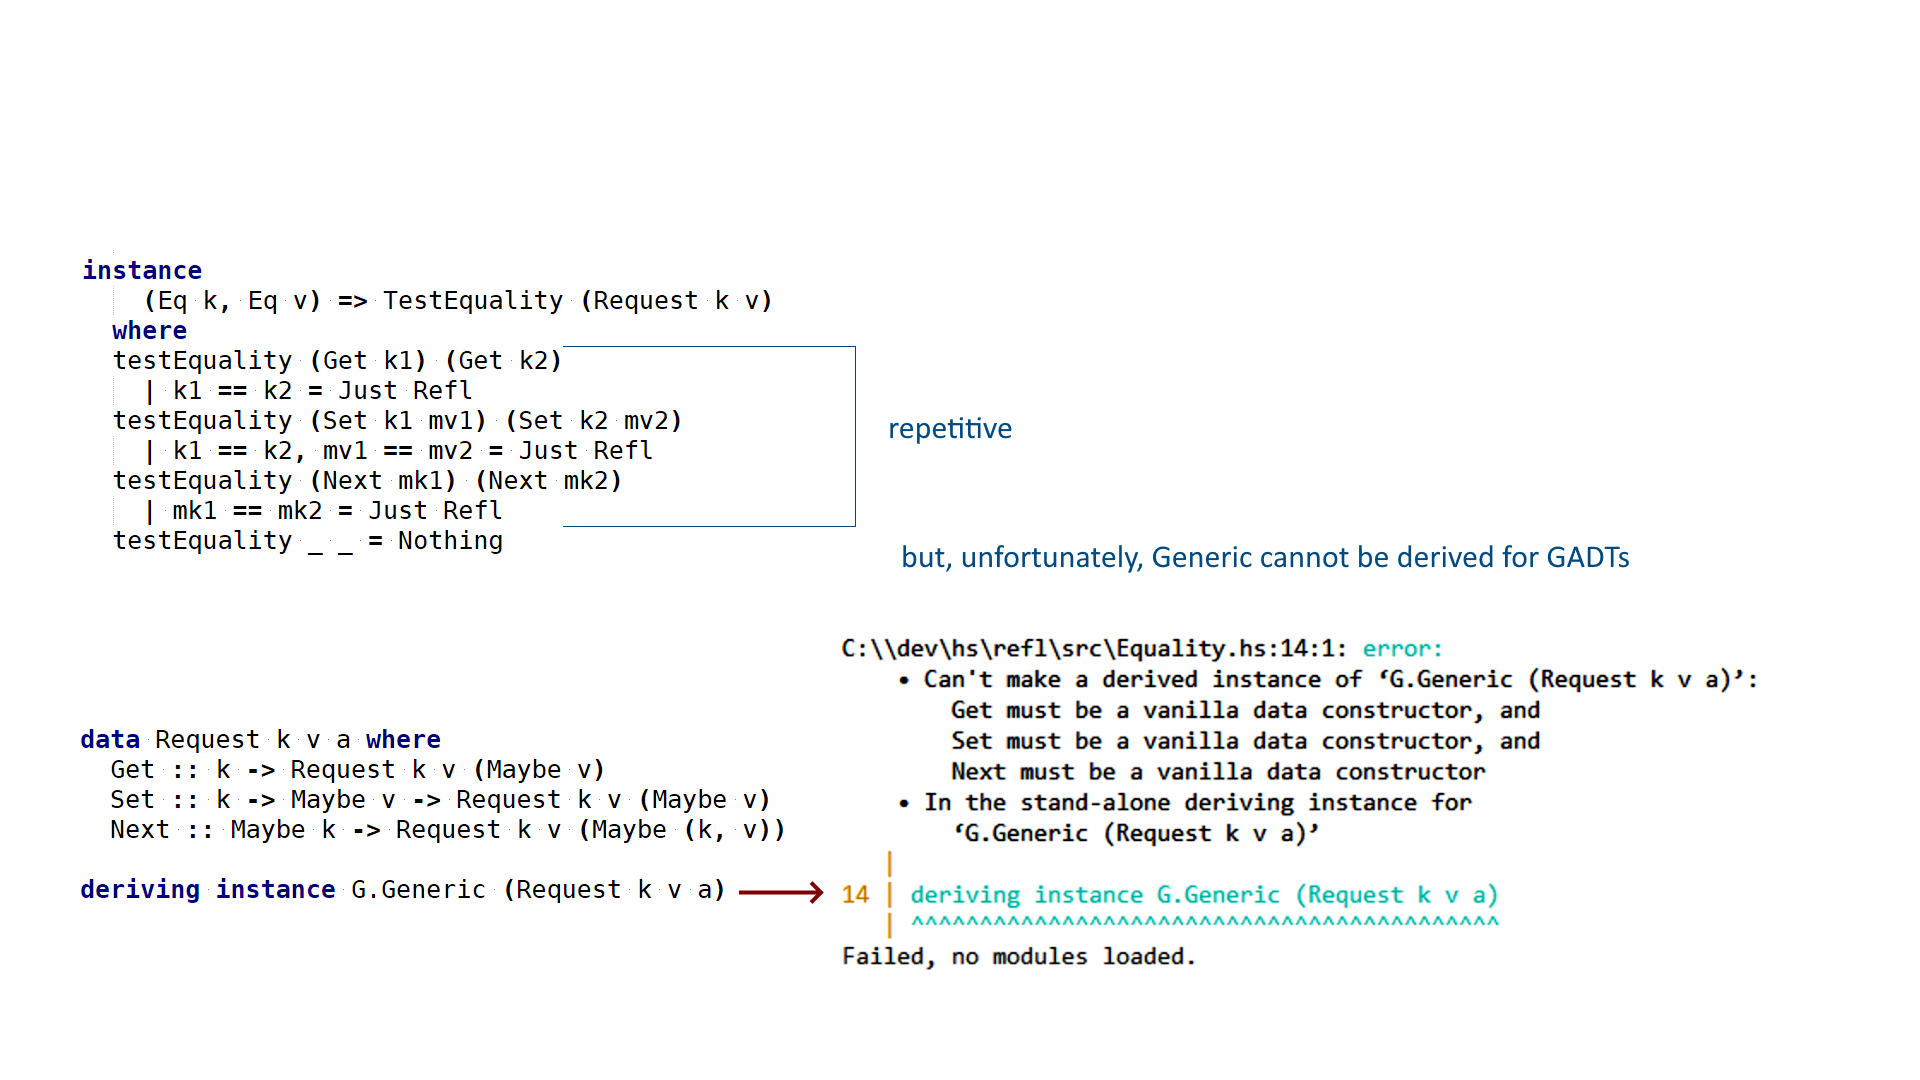 instance
    (Eq k, Eq v) => TestEquality (Request k v)
  where
  testEquality (Get k1) (Get k2)
    | k1 == k2 = Just Refl
  testEquality (Set k1 mv1) (Set k2 mv2)
    | k1 == k2, mv1 == mv2 = Just Refl
  testEquality (Next mk1) (Next mk2)
    | mk1 == mk2 = Just Refl
  testEquality _ _ = Nothing
repetitive
but, unfortunately, Generic cannot be derived for GADTs
data Request k v a where
  Get :: k -> Request k v (Maybe v)
  Set :: k -> Maybe v -> Request k v (Maybe v)
  Next :: Maybe k -> Request k v (Maybe (k, v))
deriving instance G.Generic (Request k v a)
C:\\dev\hs\refl\src\Equality.hs:14:1: error:
    • Can't make a derived instance of ‘G.Generic (Request k v a)’:
        Get must be a vanilla data constructor, and
        Set must be a vanilla data constructor, and
        Next must be a vanilla data constructor
    • In the stand-alone deriving instance for
        ‘G.Generic (Request k v a)’
   |
14 | deriving instance G.Generic (Request k v a)
   | ^^^^^^^^^^^^^^^^^^^^^^^^^^^^^^^^^^^^^^^^^^^
Failed, no modules loaded.